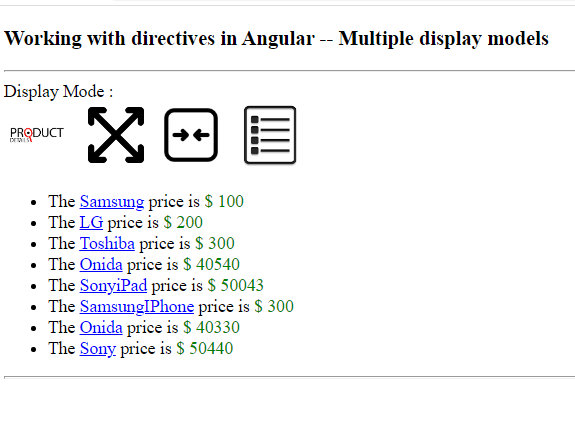 Working with directives in Angular -- Multiple display models
Display Mode :
PRODUCT
DETAILS
The Samsung price is $ 100
The LG price is $ 200
The Toshiba price is $ 300
The Onida price is $ 40540
The SonyiPad price is $ 50043
The SamsungIPhone price is $ 300
The Onida price is $ 40330
The Sony price is $ 50440